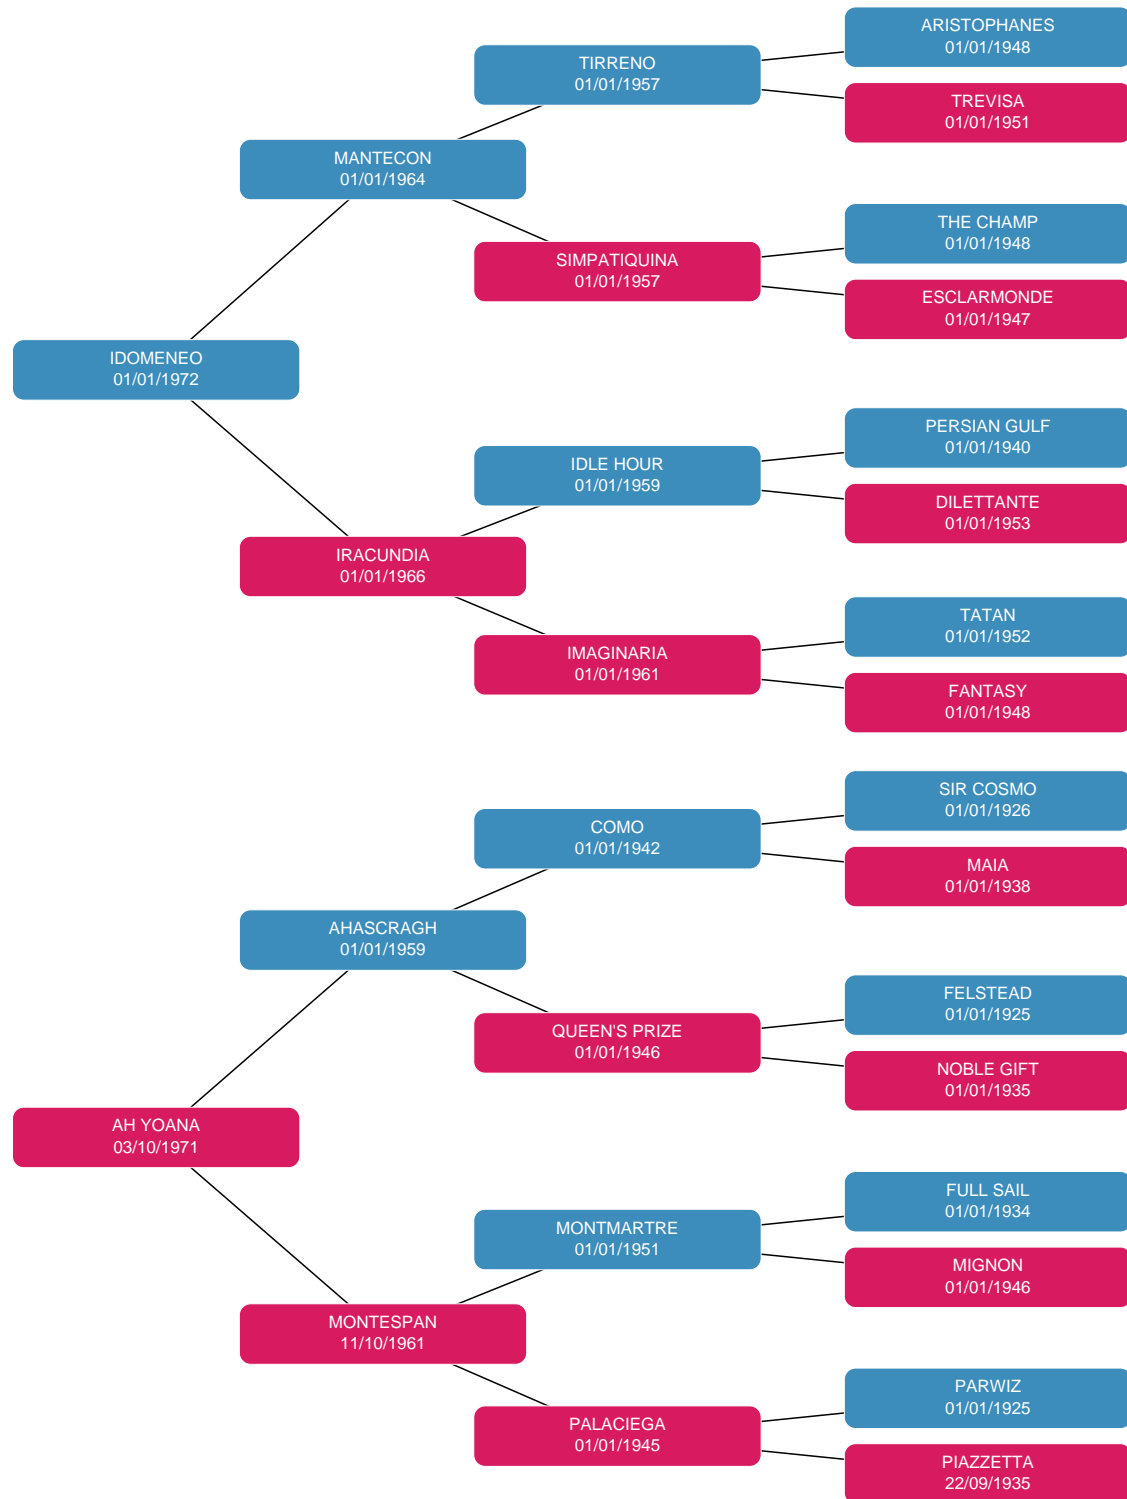 ARISTOPHANES
01/01/1948
TIRRENO
01/01/1957
TREVISA
01/01/1951
MANTECON
01/01/1964
THE CHAMP
01/01/1948
SIMPATIQUINA
01/01/1957
ESCLARMONDE
01/01/1947
IDOMENEO
01/01/1972
PERSIAN GULF
01/01/1940
IDLE HOUR
01/01/1959
DILETTANTE
01/01/1953
IRACUNDIA
01/01/1966
TATAN
01/01/1952
IMAGINARIA
01/01/1961
FANTASY
01/01/1948
SIR COSMO
01/01/1926
COMO
01/01/1942
MAIA
01/01/1938
AHASCRAGH
01/01/1959
FELSTEAD
01/01/1925
QUEEN'S PRIZE
01/01/1946
NOBLE GIFT
01/01/1935
AH YOANA
03/10/1971
FULL SAIL
01/01/1934
MONTMARTRE
01/01/1951
MIGNON
01/01/1946
MONTESPAN
11/10/1961
PARWIZ
01/01/1925
PALACIEGA
01/01/1945
PIAZZETTA
22/09/1935